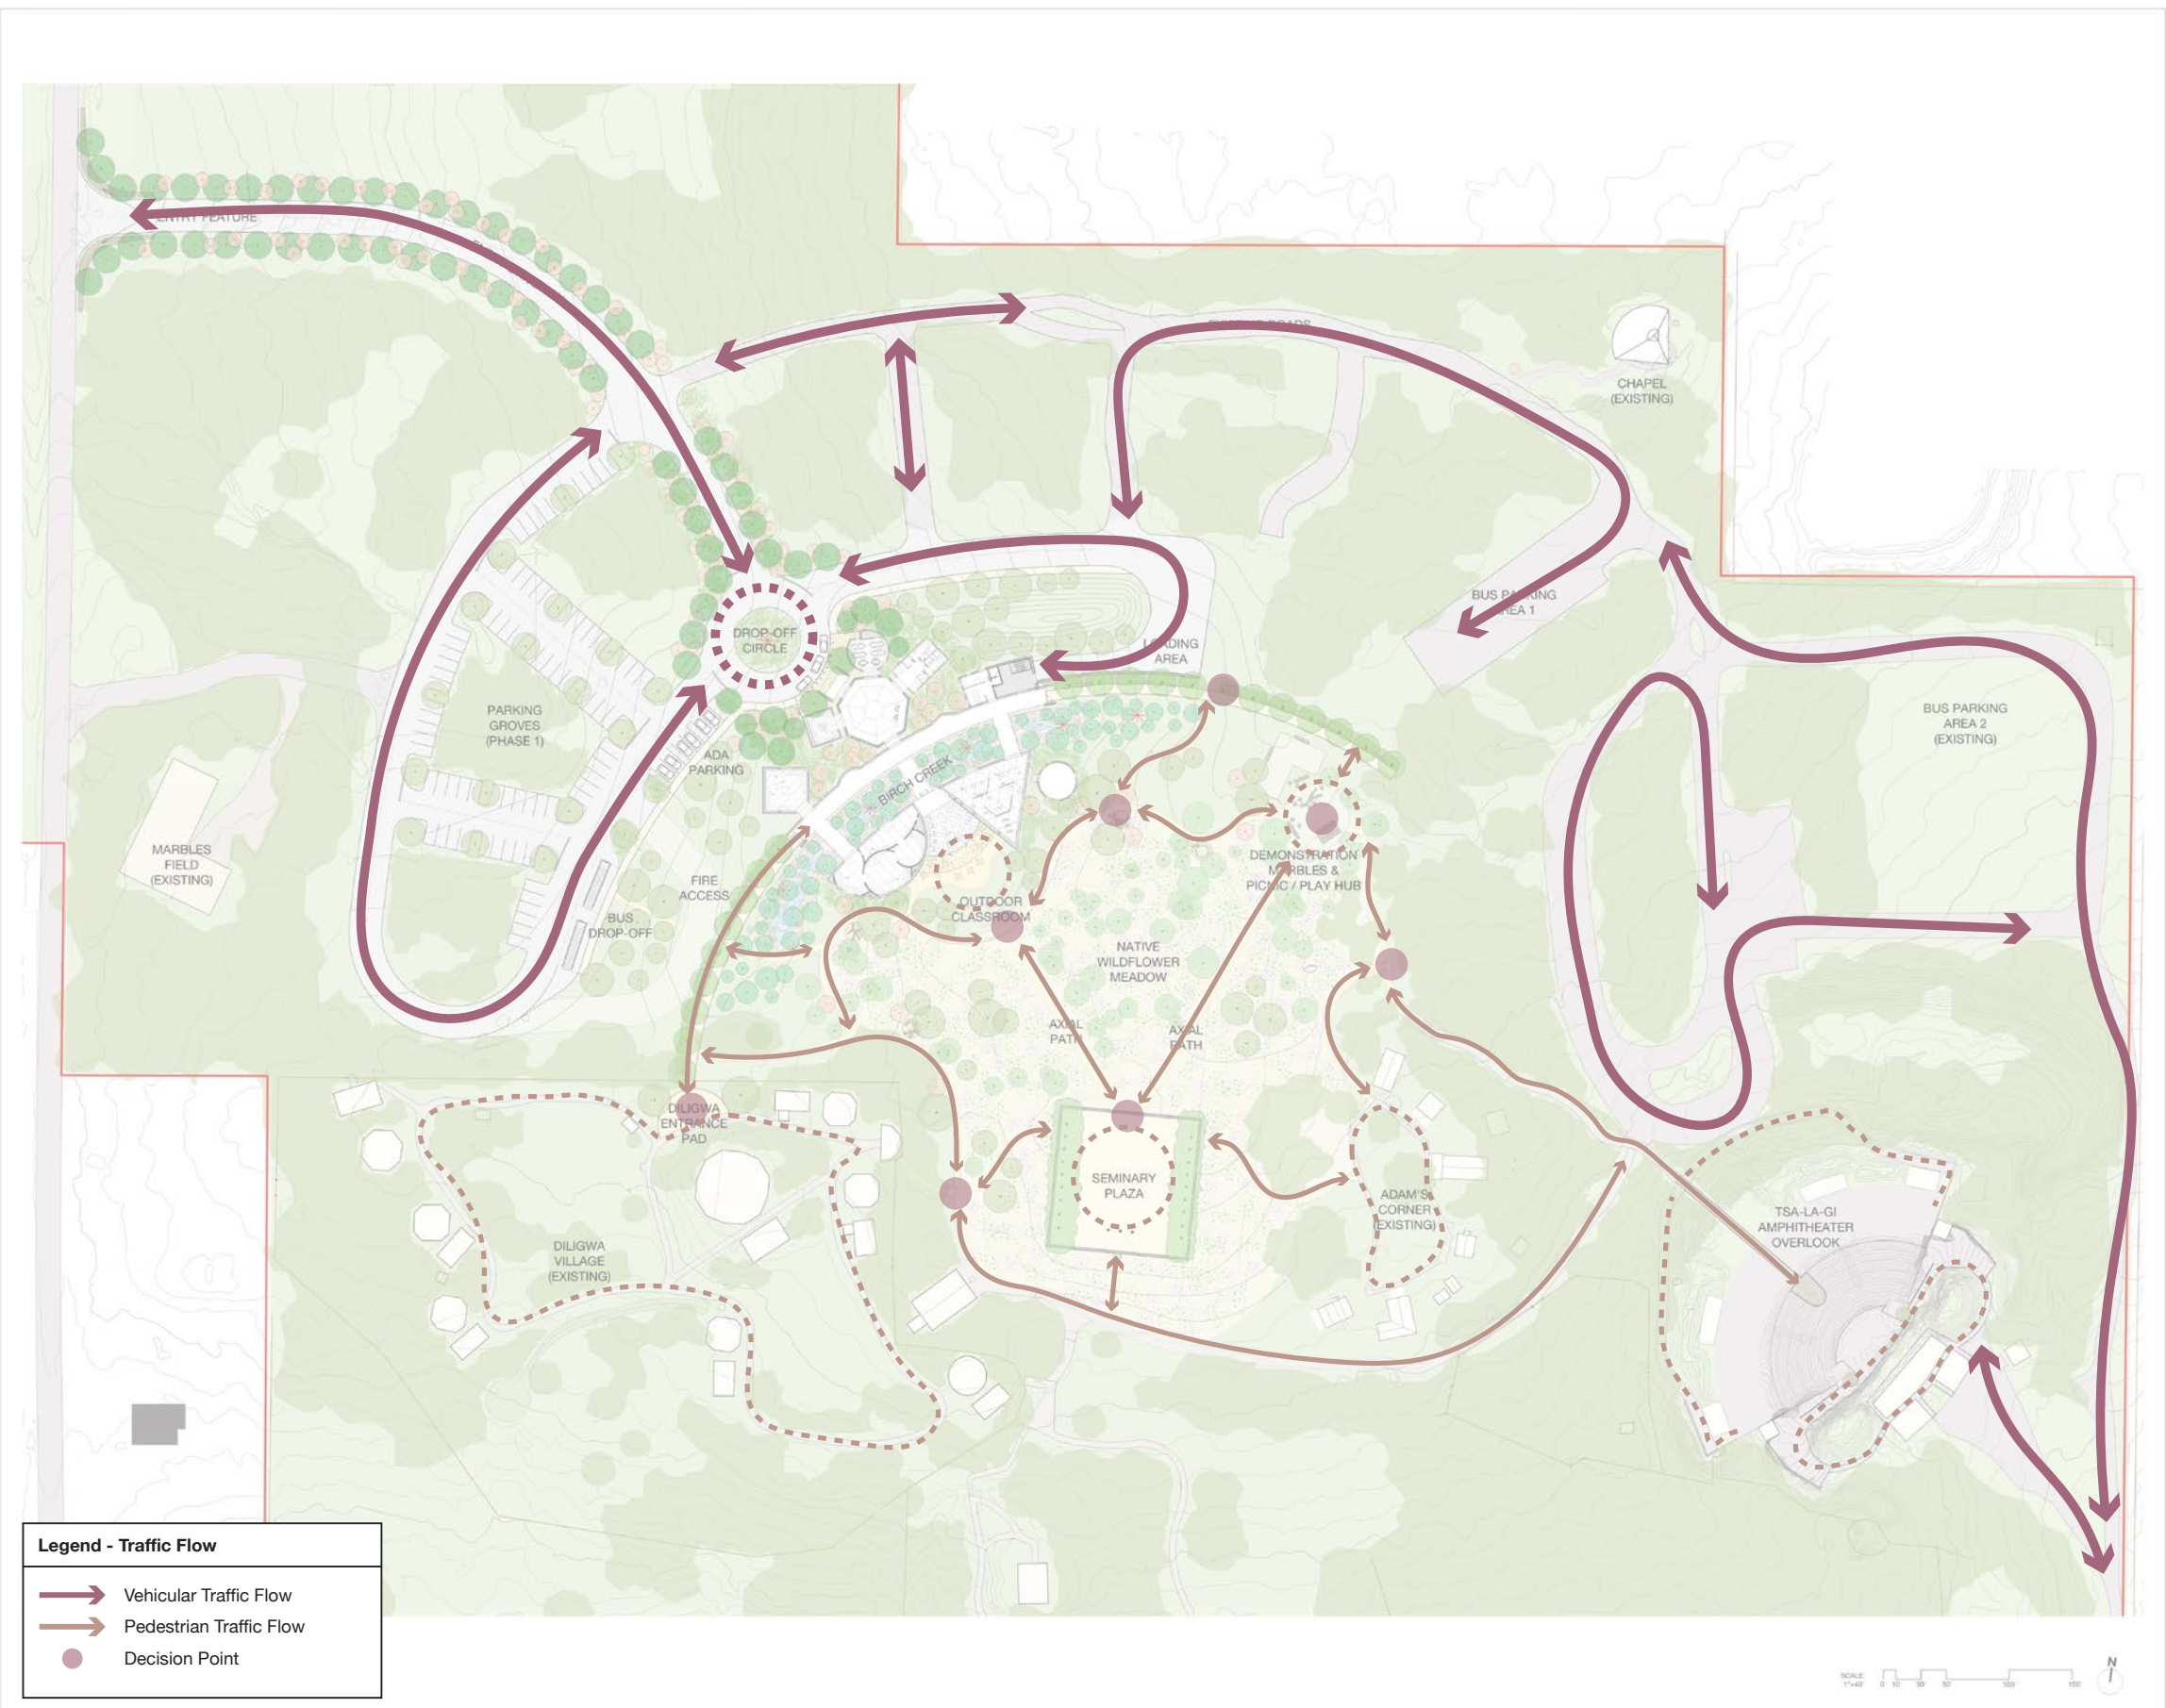 ENTRY FEATURE
EXISTING ROADS
CHAPEL
(EXISTING)
DROP-OFF
CIRCLE
LOADING
AREA
BUS PARKING
AREA 1
BUS PARKING
AREA 2
(EXISTING)
PARKING
GROVES
(PHASE 1)
ADA
PARKING
BIRCH CREEK
MARBLES
FIELD
(EXISTING)
FIRE
ACCESS
BUS
DROP-OFF
OUTDOOR
CLASSROOM
DEMONSTRATION
MARBLES &
PICNIC / PLAY HUB
NATIVE
WILDFLOWER
MEADOW
AXIAL
PATH
AXIAL
PATH
DILIGWA
ENTRANCE
PAD
SEMINARY
PLAZA
ADAM'S
CORNER
(EXISTING)
TSA-LA-GI
AMPHITHEATER
OVERLOOK
DILIGWA
VILLAGE
(EXISTING)
Legend - Traffic Flow
Vehicular Traffic Flow
Pedestrian Traffic Flow
Decision Point
SCALE:
N